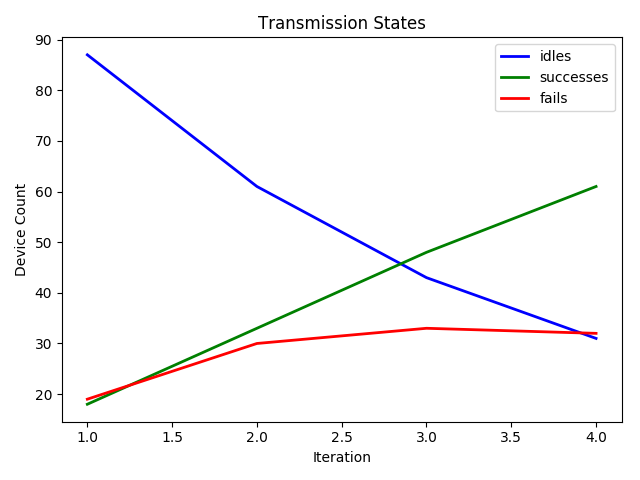 Transmission States
90
80
70
60
50
40
30
20
Device Count
1.0 1.5 2.0 2.5 3.0 3.5 4.0
Iteration
idles
successes
fails